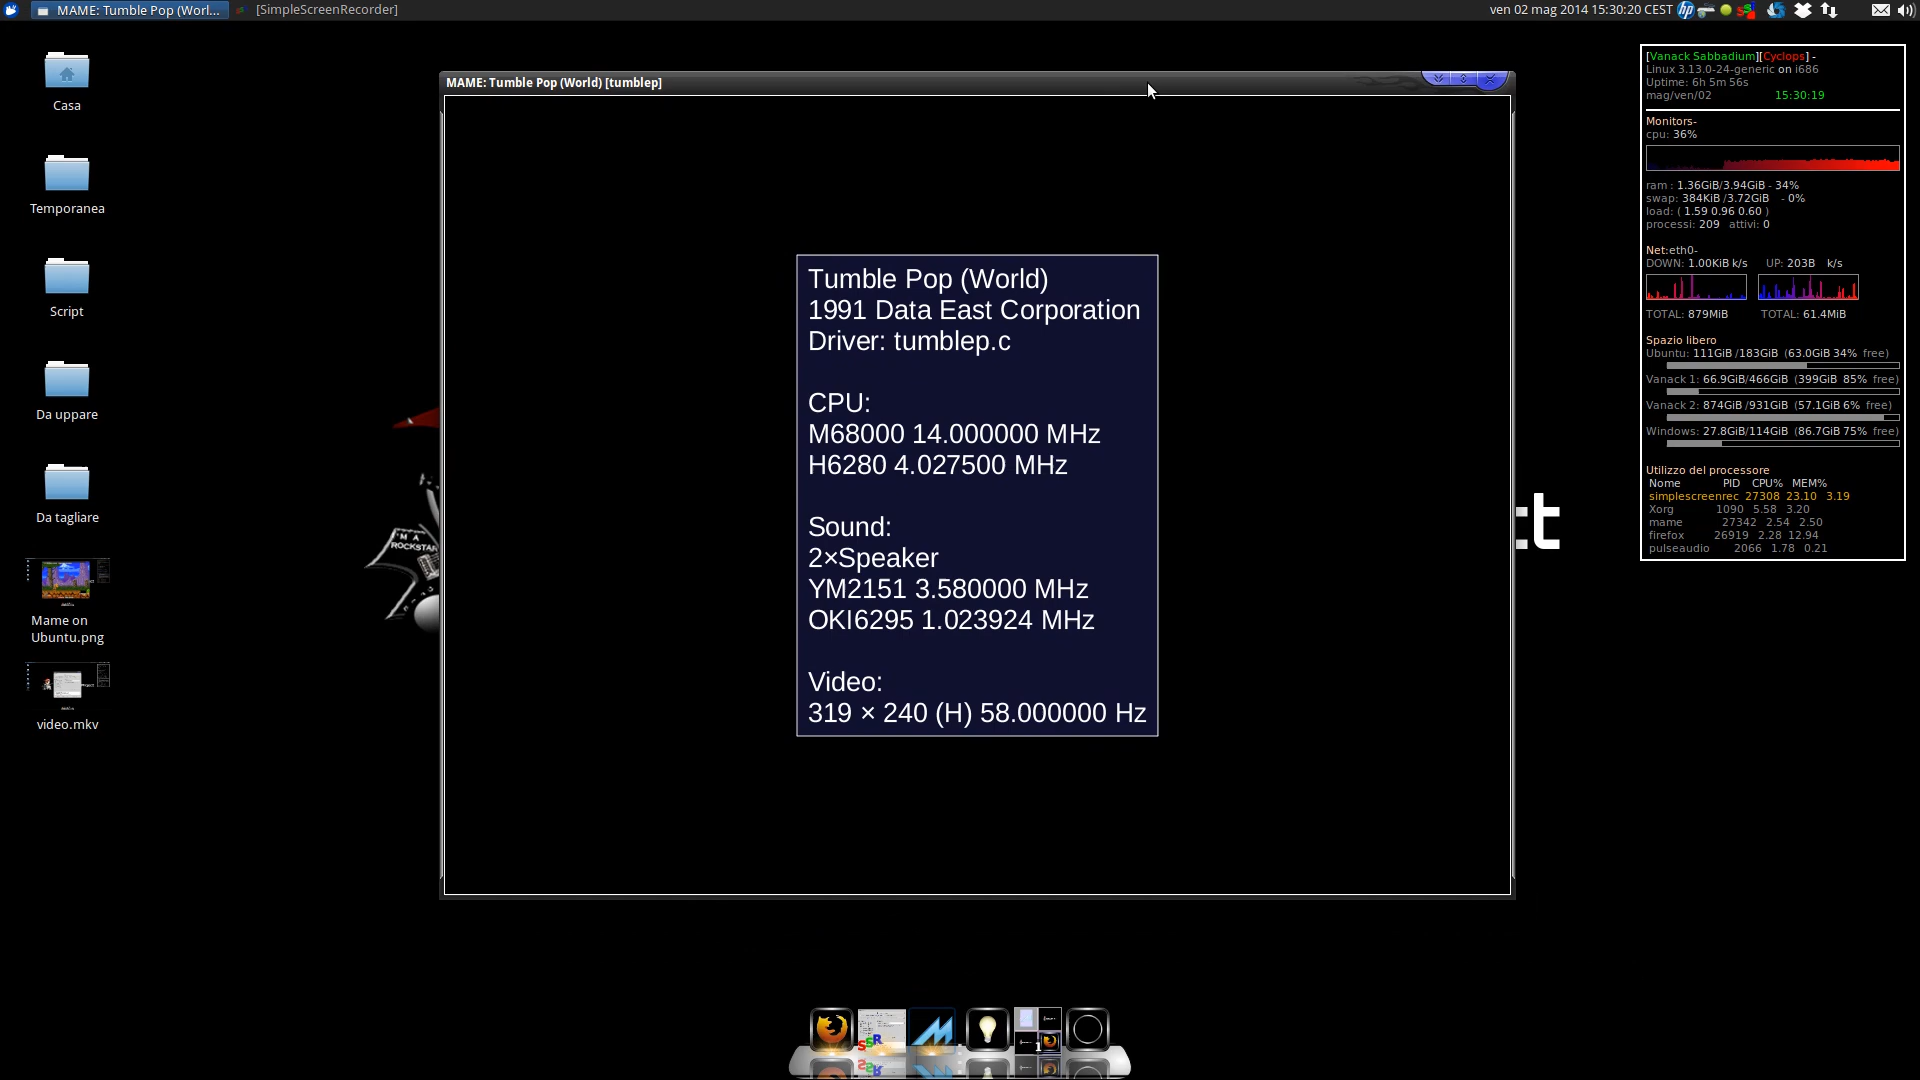 MAME: Tumble Pop (Worl...
[SimpleScreenRecorder]
ven 02 mag 2014 15:30:20 CEST
Casa
Temporanea
Script
Da uppare
Da tagliare
Mame on
Ubuntu.png
video.mkv
I'M A
ROCKSTAR
MAME: Tumble Pop (World) [tumblep]
Tumble Pop (World)
1991 Data East Corporation
Driver: tumblep.c
CPU:
M68000 14.000000 MHz
H6280 4.027500 MHz
Sound:
2×Speaker
YM2151 3.580000 MHz
OKI6295 1.023924 MHz
Video:
319 × 240 (H) 58.000000 Hz
[Vanack Sabbadium][Cyclops] -
Linux 3.13.0-24-generic on i686
Uptime: 6h 5m 56s
mag/ven/02 15:30:19
Monitors-
cpu: 36%
ram : 1.36GiB/3.94GiB - 34%
swap: 384KiB /3.72GiB - 0%
load: ( 1.59 0.96 0.60 )
processi: 209 attivi: 0
Net:eth0-
DOWN: 1.00KiB k/s UP: 203B k/s
TOTAL: 879MiB TOTAL: 61.4MiB
Spazio libero
Ubuntu: 111GiB /183GiB (63.0GiB 34% free)
Vanack 1: 66.9GiB/466GiB (399GiB 85% free)
Vanack 2: 874GiB /931GiB (57.1GiB 6% free)
Windows: 27.8GiB/114GiB (86.7GiB 75% free)
Utilizzo del processore
Nome PID CPU% MEM%
simplescreenrec 27308 23.10 3.19
Xorg 1090 5.58 3.20
mame 27342 2.54 2.50
firefox 26919 2.28 12.94
pulseaudio 2066 1.78 0.21
ct
SSR